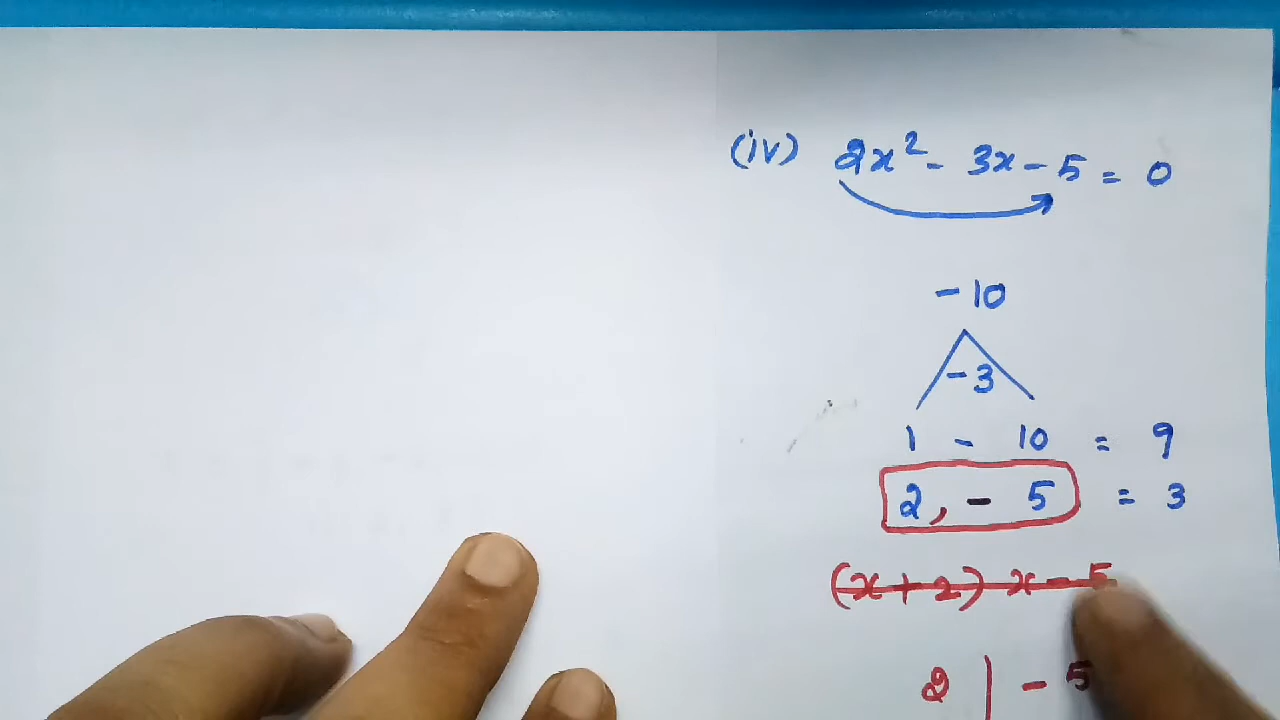 (iv) 2x² - 3x - 5 = 0
- 10
- 3
1 - 10 = 9
2, - 5 = 3
(x + 2) x - 5
2 | - 5